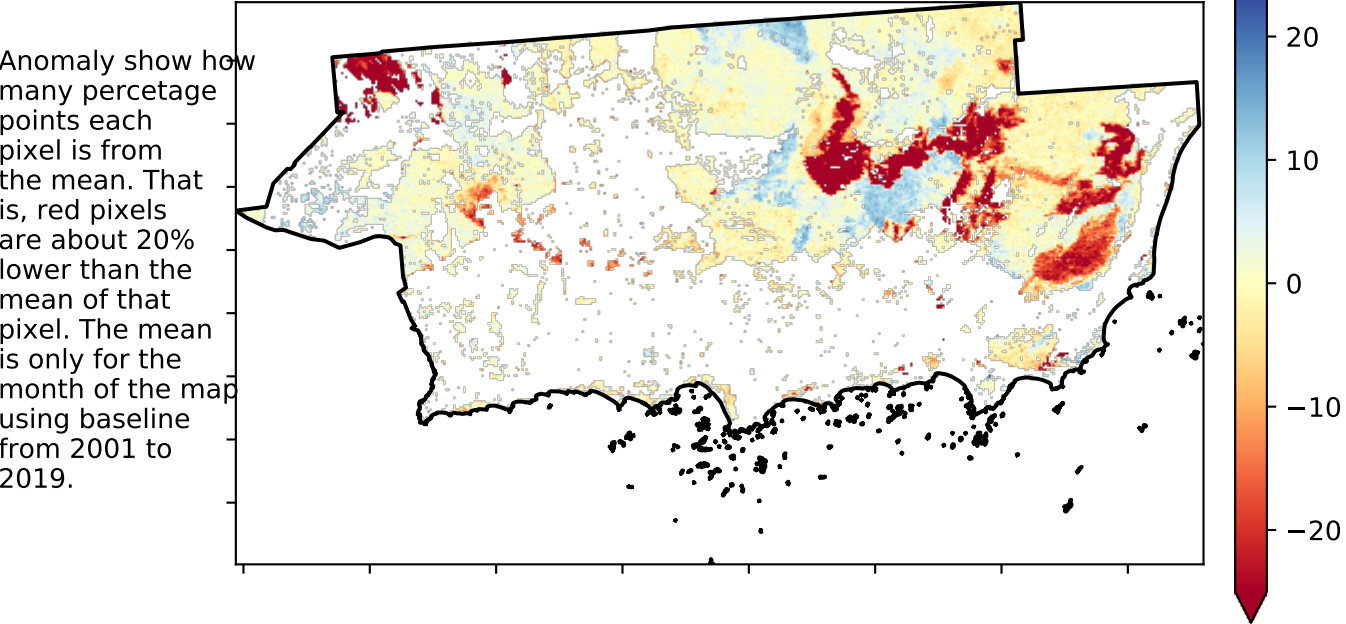 Anomaly show how
many percetage
points each
pixel is from
the mean. That
is, red pixels
are about 20%
lower than the
mean of that
pixel. The mean
is only for the
month of the map
using baseline
from 2001 to
2019.
20
10
0
−10
−20